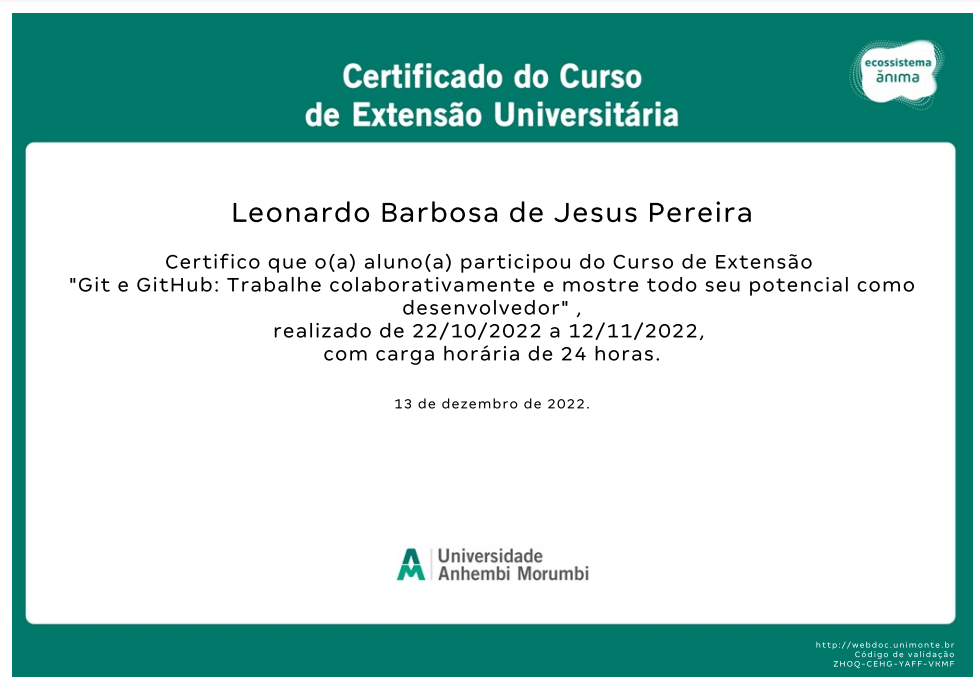 Certificado do Curso
de Extensão Universitária
ecossistema
ănıma
Leonardo Barbosa de Jesus Pereira
Certifico que o(a) aluno(a) participou do Curso de Extensão
"Git e GitHub: Trabalhe colaborativamente e mostre todo seu potencial como
desenvolvedor" ,
realizado de 22/10/2022 a 12/11/2022,
com carga horária de 24 horas.
13 de dezembro de 2022.
Universidade
Anhembi Morumbi
http://webdoc.unimonte.br
Código de validação
ZHOQ-CEHG-YAFF-VKMF